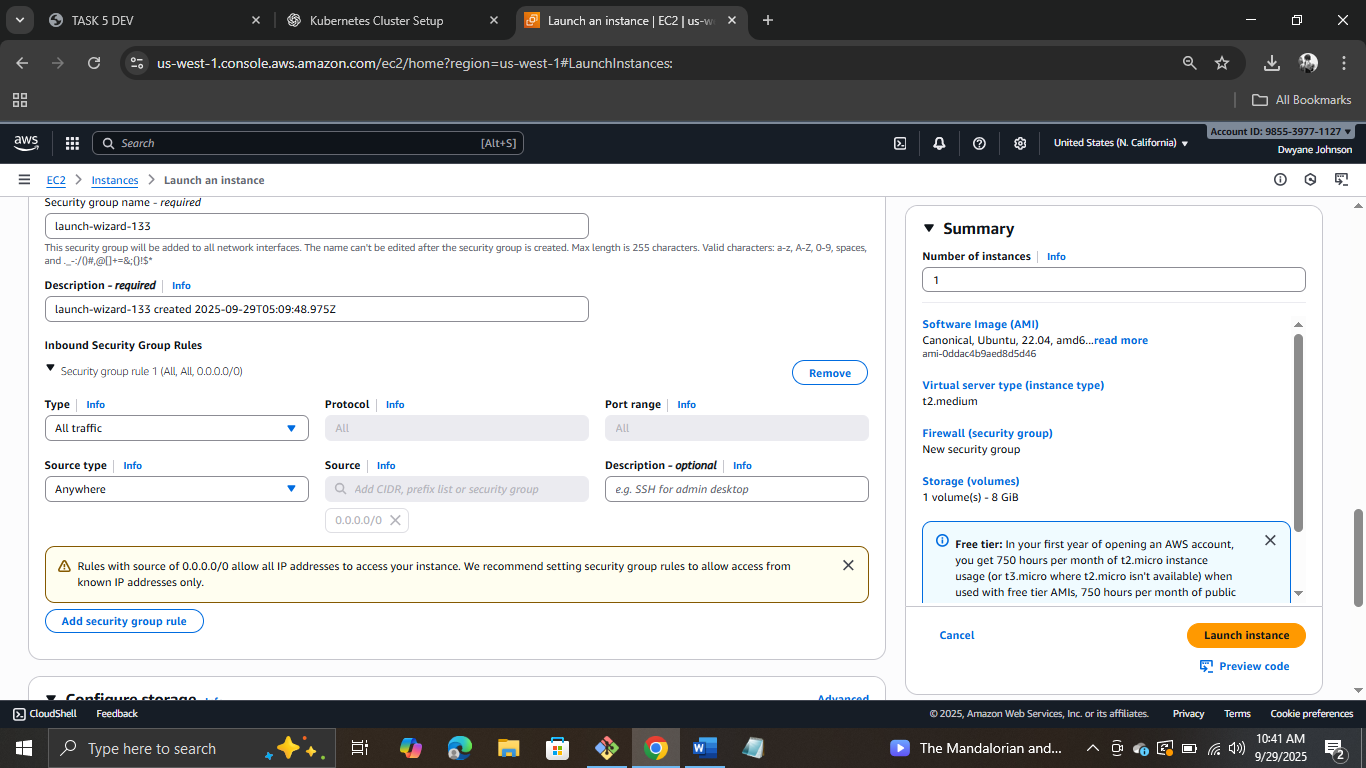 TASK 5 DEV
Kubernetes Cluster Setup
Launch an instance | EC2 | us-w
us-west-1.console.aws.amazon.com/ec2/home?region=us-west-1#LaunchInstances:
All Bookmarks
aws
Search
[Alt+S]
United States (N. California)
Account ID: 9855-3977-1127
Dwyane Johnson
EC2
Instances
Launch an instance
Security group name - required
launch-wizard-133
This security group will be added to all network interfaces. The name can't be edited after the security group is created. Max length is 255 characters. Valid characters: a-z, A-Z, 0-9, spaces,
and ._-:/()#,@[]+=&;{}!$*
Description - required
Info
launch-wizard-133 created 2025-09-29T05:09:48.975Z
Inbound Security Group Rules
Security group rule 1 (All, All, 0.0.0.0/0)
Remove
Type Info
Protocol Info
Port range Info
All traffic
All
All
Source type Info
Source Info
Description - optional Info
Anywhere
Add CIDR, prefix list or security group
e.g. SSH for admin desktop
0.0.0.0/0
Rules with source of 0.0.0.0/0 allow all IP addresses to access your instance. We recommend setting security group rules to allow access from
known IP addresses only.
Add security group rule
Configure storage Info
Advanced
Summary
Number of instances Info
1
Software Image (AMI)
Canonical, Ubuntu, 22.04, amd6...read more
ami-0ddac4b9aed8d5d46
Virtual server type (instance type)
t2.medium
Firewall (security group)
New security group
Storage (volumes)
1 volume(s) - 8 GiB
Free tier: In your first year of opening an AWS account,
you get 750 hours per month of t2.micro instance
usage (or t3.micro where t2.micro isn't available) when
used with free tier AMIs, 750 hours per month of public
Cancel
Launch instance
Preview code
CloudShell
Feedback
© 2025, Amazon Web Services, Inc. or its affiliates.
Privacy
Terms
Cookie preferences
Type here to search
The Mandalorian and...
10:41 AM
9/29/2025
2